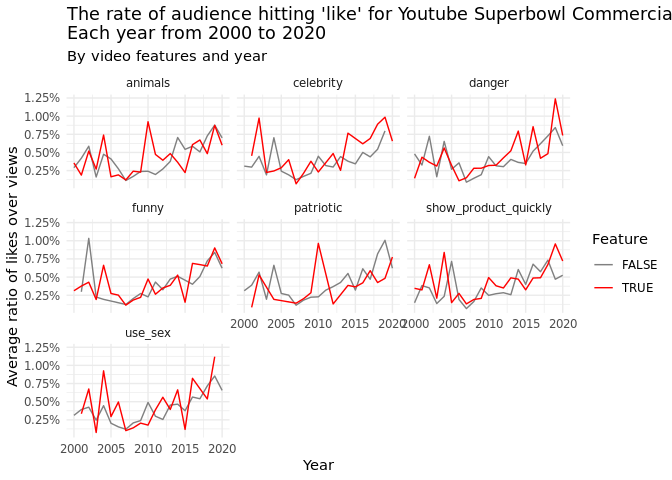 The rate of audience hitting 'like' for Youtube Superbowl Commercia
Each year from 2000 to 2020
By video features and year
animals celebrity danger
1.25%
1.00%
0.75%
0.50%
0.25%
funny patriotic show_product_quickly
1.25%
1.00%
0.75%
0.50%
0.25%
2000 2005 2010 2015 2020 2000 2005 2010 2015 2020
use_sex
1.25%
1.00%
0.75%
0.50%
0.25%
2000 2005 2010 2015 2020
Year
Average ratio of likes over views
Feature
FALSE
TRUE